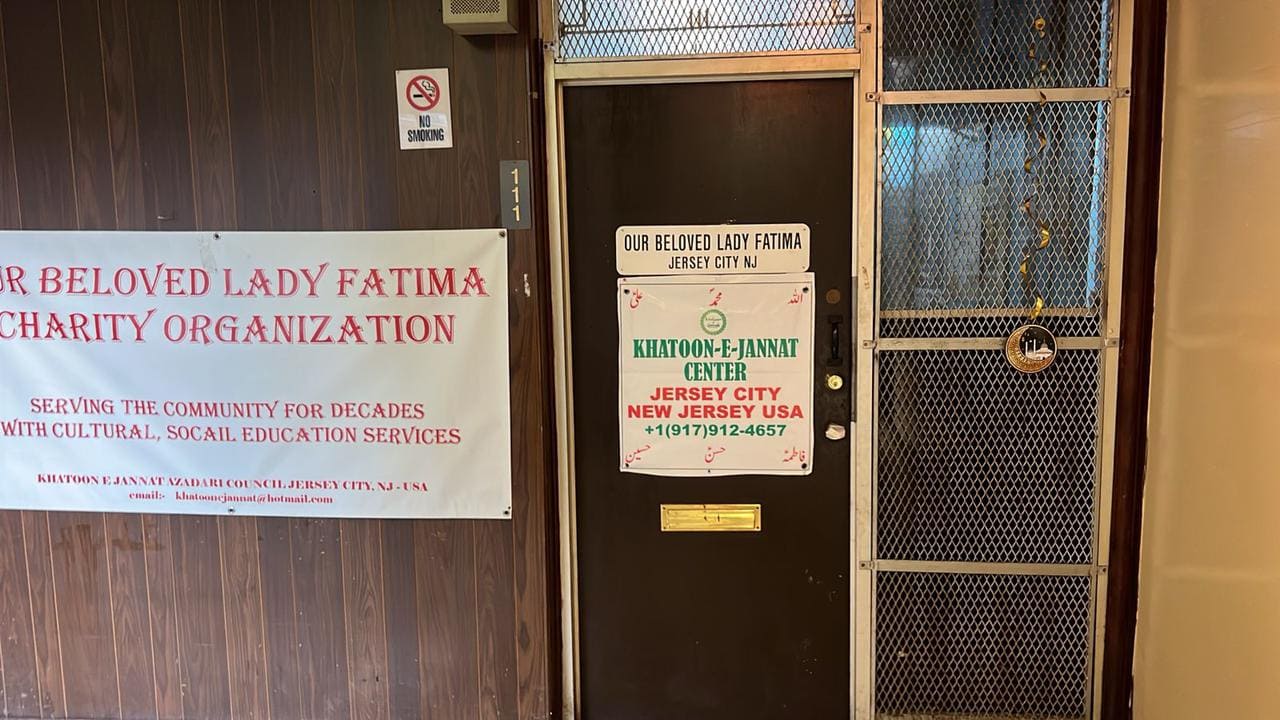 NO
SMOKING
111
UR BELOVED LADY FATIMA
CHARITY ORGANIZATION
SERVING THE COMMUNITY FOR DECADES
WITH CULTURAL, SOCAIL EDUCATION SERVICES
KHATOON E JANNAT AZADARI COUNCIL JERSEY CITY, NJ - USA
email:- khatoonejannat@hotmail.com
OUR BELOVED LADY FATIMA
JERSEY CITY NJ
الله محمد علی
KHATOON-E-JANNAT
CENTER
JERSEY CITY
NEW JERSEY USA
+1(917)912-4657
فاطمہ حسن حسین